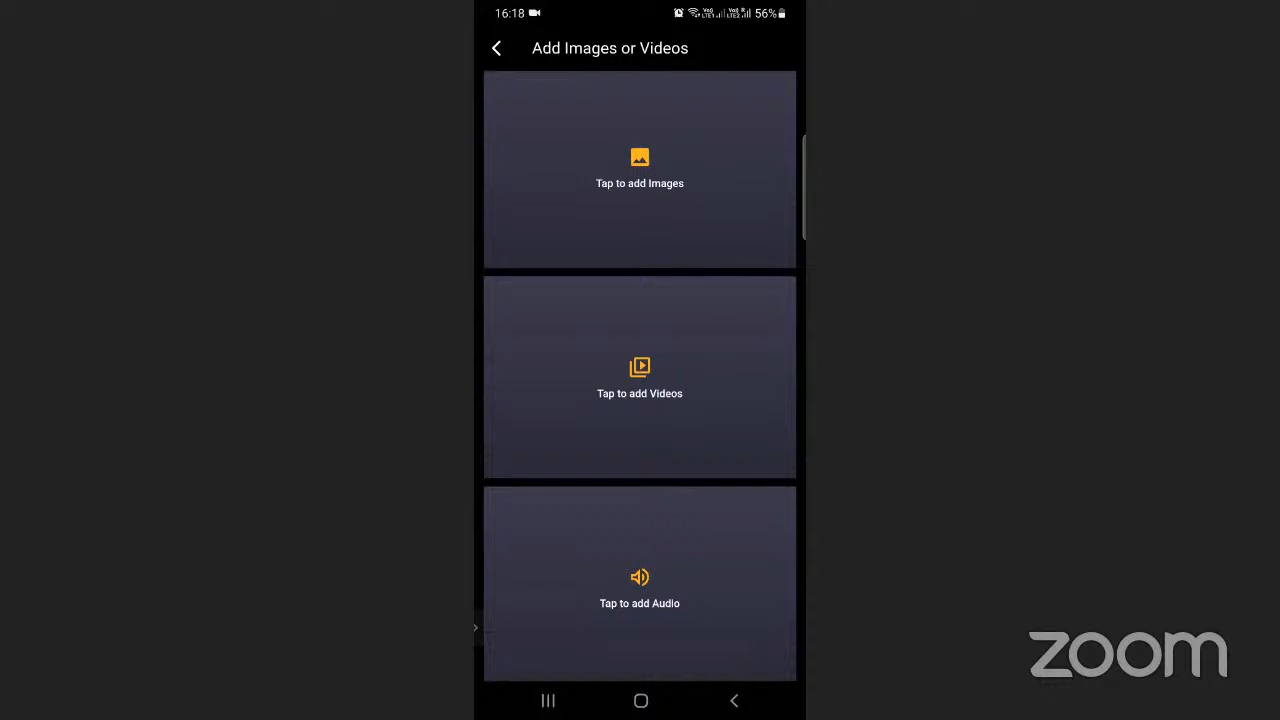 16:18
56%
Add Images or Videos
Tap to add Images
Tap to add Videos
Tap to add Audio
zoom